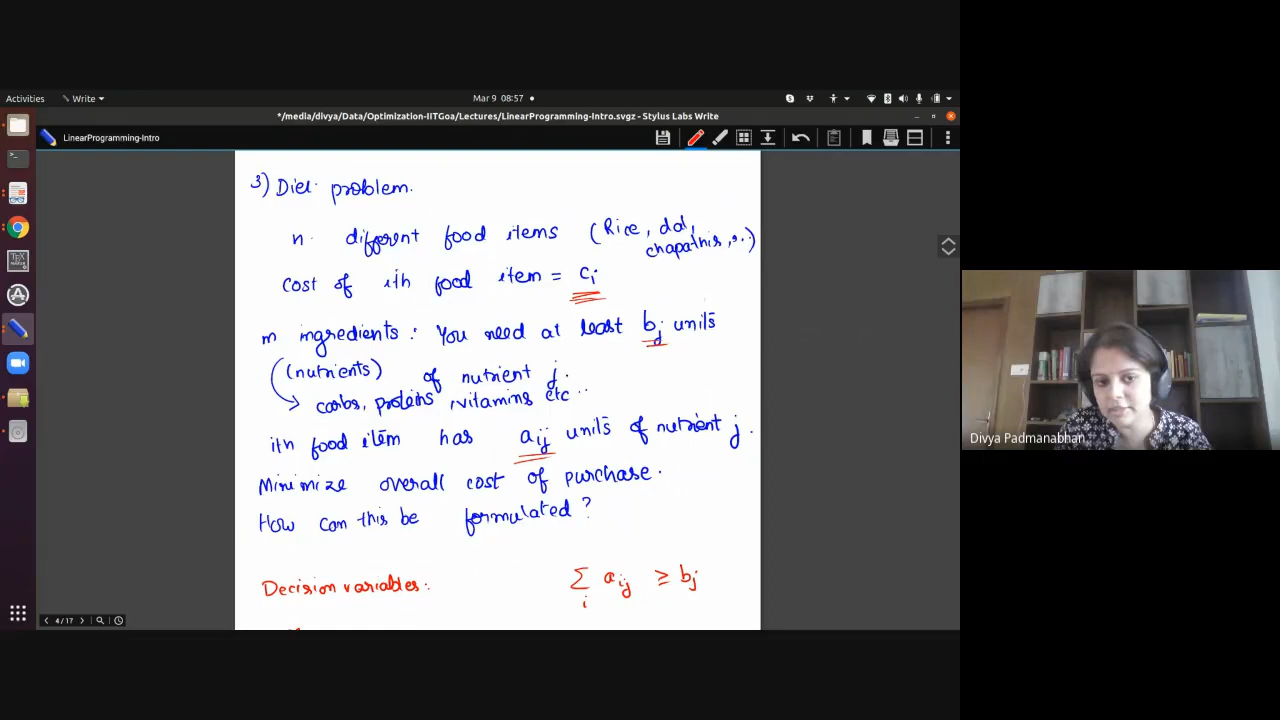 Activities
Write
Mar 9 08:57
*/media/divya/Data/Optimization-IITGoa/Lectures/LinearProgramming-Intro.svgz - Stylus Labs Write
LinearProgramming-Intro
3) Diet problem.
n different food items (Rice, dal,
chapathis, ...)
Cost of ith food item = ci
m ingredients : You need at least bj units
(nutrients) of nutrient j.
carbs, proteins, vitamins etc ..
ith food item has aij units of nutrient j.
Minimize overall cost of purchase.
How can this be formulated?
Decision variables: ∑i aij ≥ bj
4/17
Divya Padmanabhan